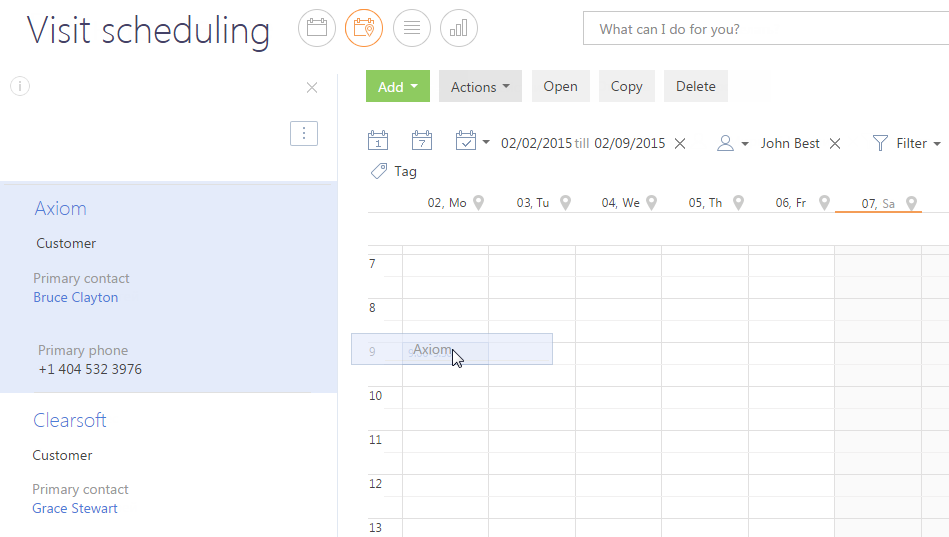 Visit scheduling
What can I do for you?
Add Actions Open Copy Delete
1 7 02/02/2015 till 02/09/2015 John Best Filter
Tag
02, Mo 03, Tu 04, We 05, Th 06, Fr 07, Sa
Axiom
Customer
Primary contact
Bruce Clayton
Primary phone
+1 404 532 3976
Clearsoft
Customer
Primary contact
Grace Stewart
7
8
9 Axiom
10
11
12
13